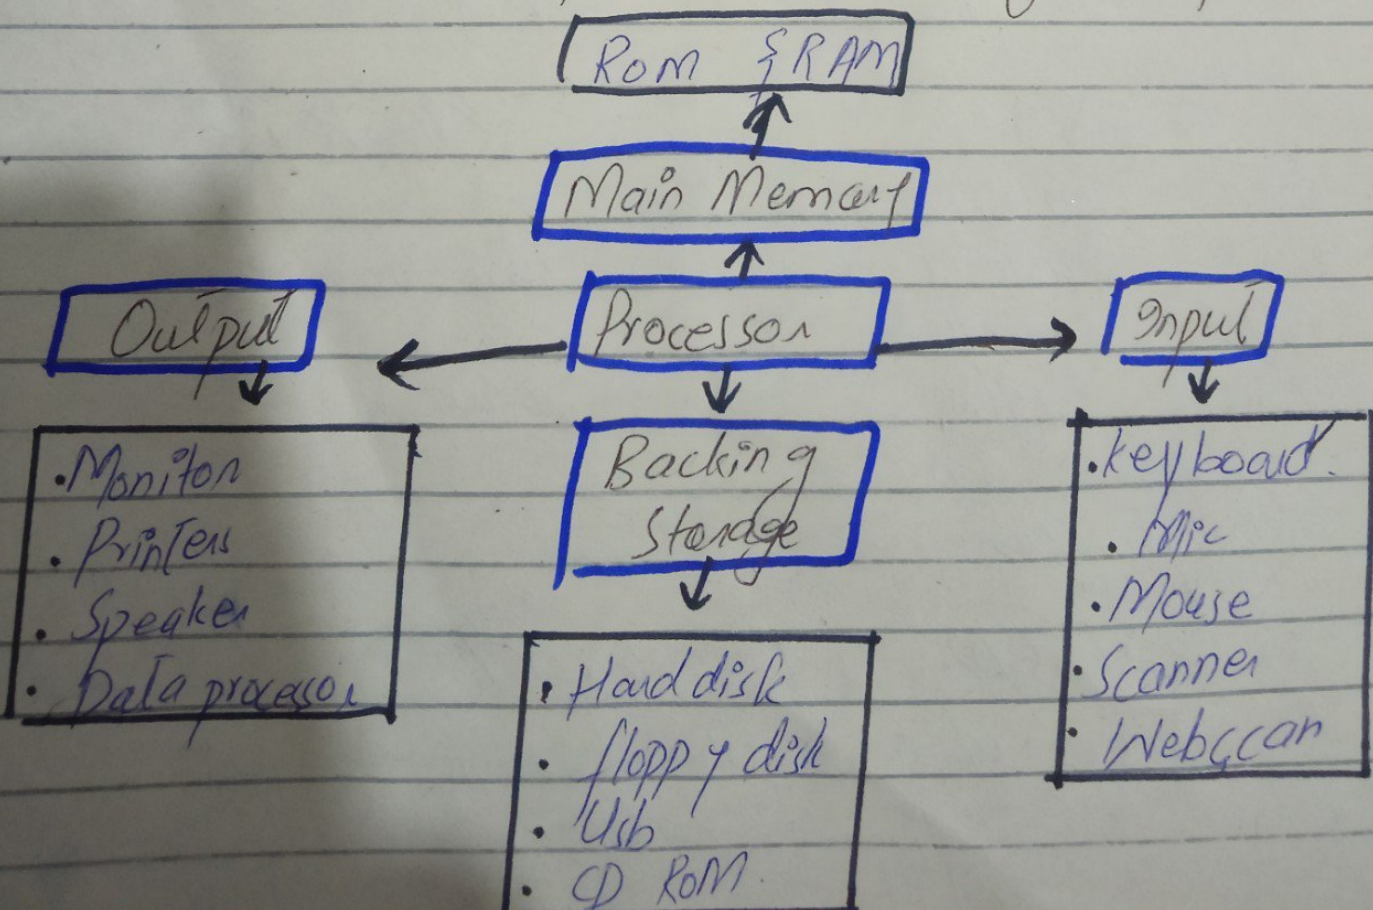 ROM & RAM
Main Memory
Output
Processor
Input
Backing
Storage
• Monitor
• Printers
• Speaker
• Data processor
• Keyboard.
• Mic
• Mouse
• Scanner
• Webscan
• Hard disk
• floppy disk
• Usb
• CD ROM.